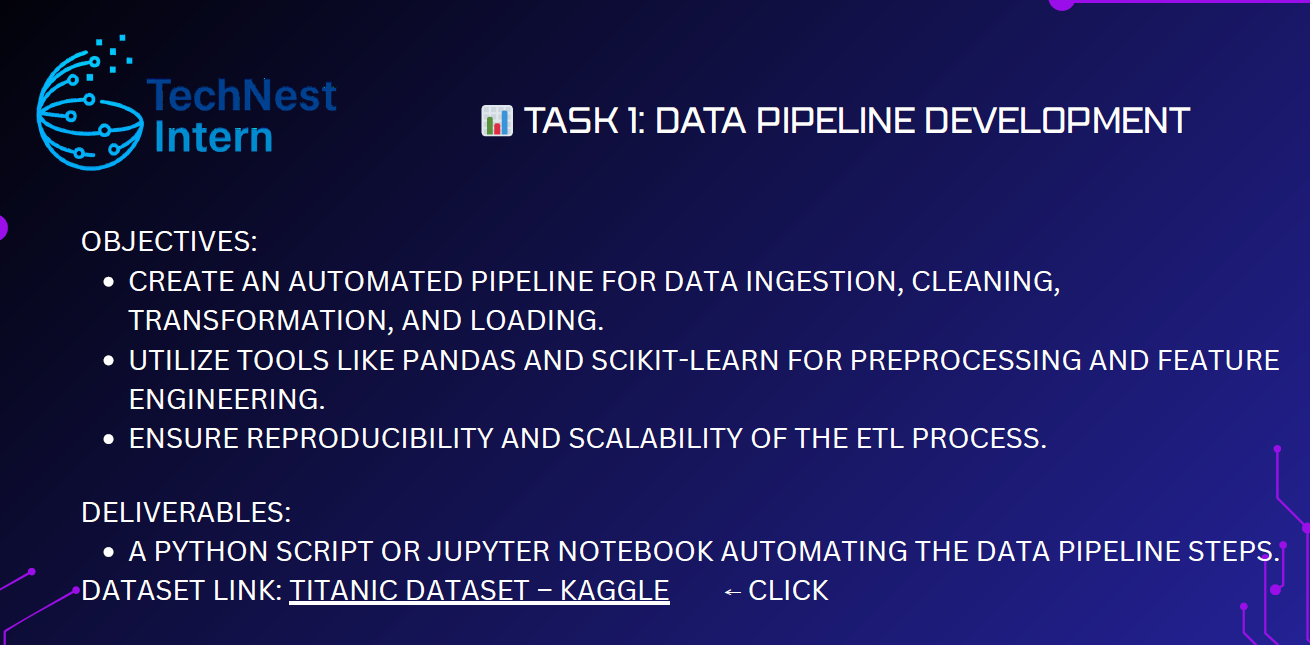 TechNest
Intern
📊 TASK 1: DATA PIPELINE DEVELOPMENT
OBJECTIVES:
• CREATE AN AUTOMATED PIPELINE FOR DATA INGESTION, CLEANING,
TRANSFORMATION, AND LOADING.
• UTILIZE TOOLS LIKE PANDAS AND SCIKIT-LEARN FOR PREPROCESSING AND FEATURE
ENGINEERING.
• ENSURE REPRODUCIBILITY AND SCALABILITY OF THE ETL PROCESS.
DELIVERABLES:
• A PYTHON SCRIPT OR JUPYTER NOTEBOOK AUTOMATING THE DATA PIPELINE STEPS.
DATASET LINK: TITANIC DATASET – KAGGLE ←CLICK